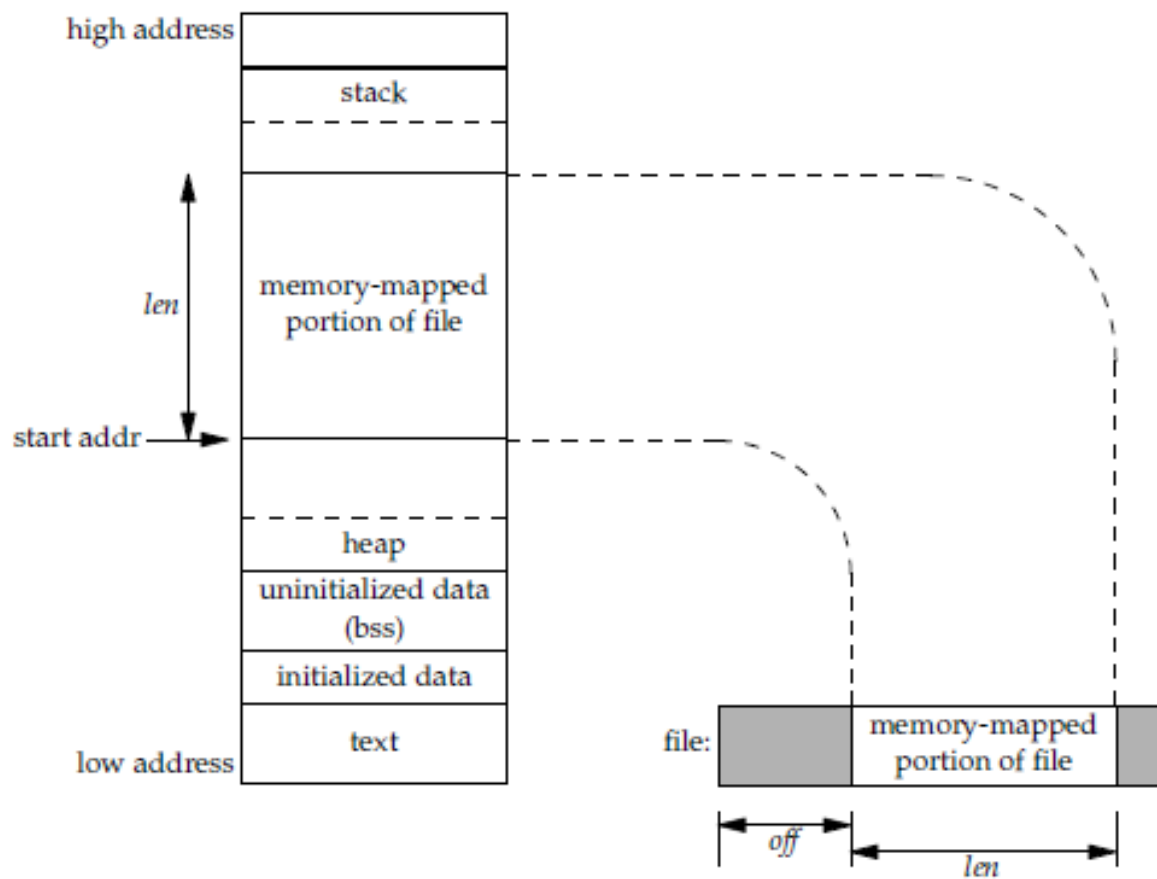 high address
stack
memory-mapped
portion of file
len
start addr
heap
uninitialized data
(bss)
initialized data
text
low address
file:
memory-mapped
portion of file
off
len